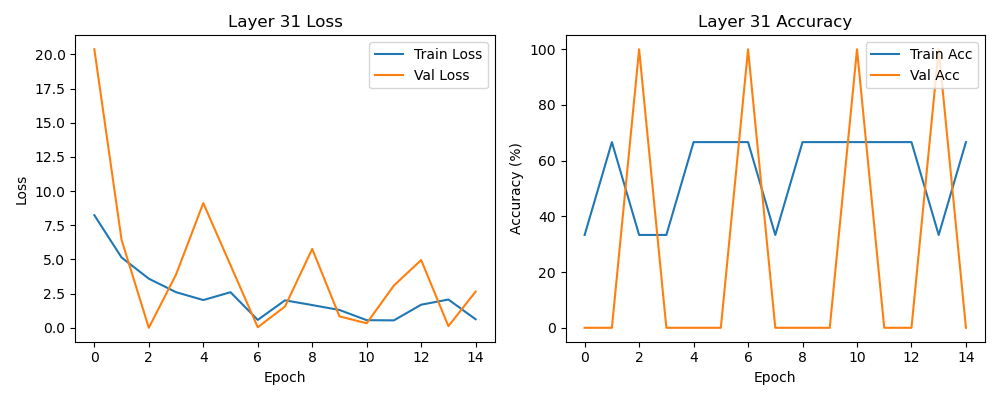 Layer 31 Loss
Train Loss
Val Loss
20.0
17.5
15.0
12.5
10.0
7.5
5.0
2.5
0.0
Loss
0 2 4 6 8 10 12 14
Epoch
Layer 31 Accuracy
Train Acc
Val Acc
100
80
60
40
20
0
Accuracy (%)
0 2 4 6 8 10 12 14
Epoch